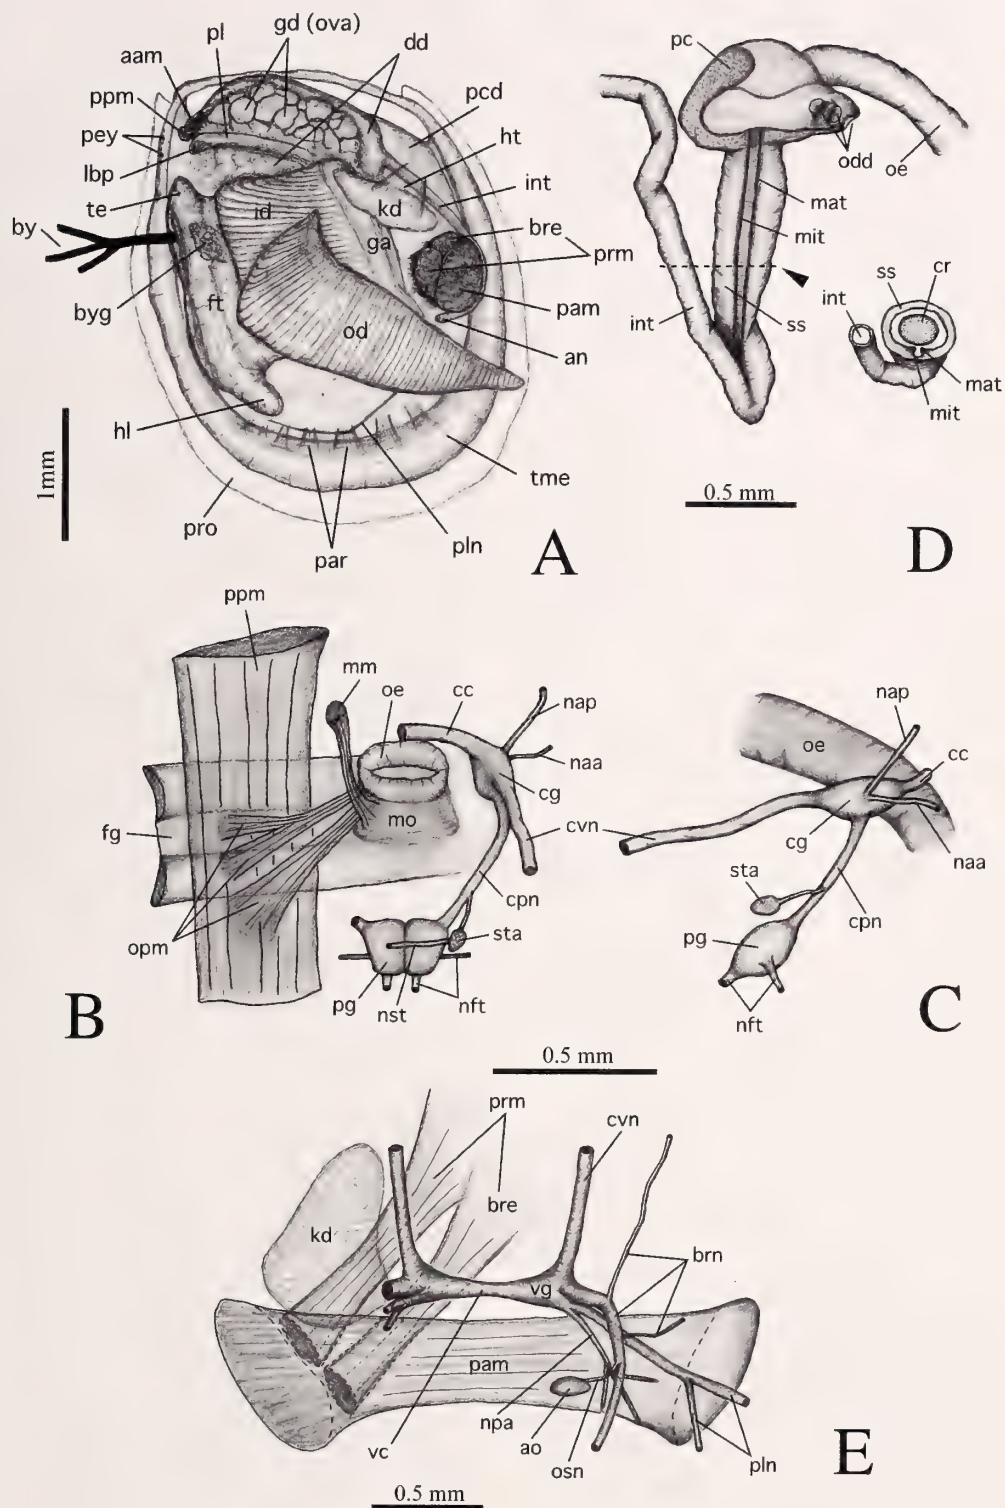 gd (ova)
pl
dd
aam
ppm
pcd
pey
ht
lbp
int
te
id
kd
bre
by
ga
prm
byg
ft
pam
od
an
hl
tme
1mm
pro
pln
par
A
pc
odd
oe
mat
mit
cr
ss
int
int
ss
mat
mit
0.5 mm
D
ppm
mm
oe
cc
nap
naa
cg
fg
mo
cvn
cpn
opm
sta
pg
nst
nft
B
nap
oe
cc
cg
naa
sta
cpn
pg
nft
C
0.5 mm
prm
cvn
bre
kd
brn
vg
pam
npa
ao
pln
vc
osn
E
0.5 mm